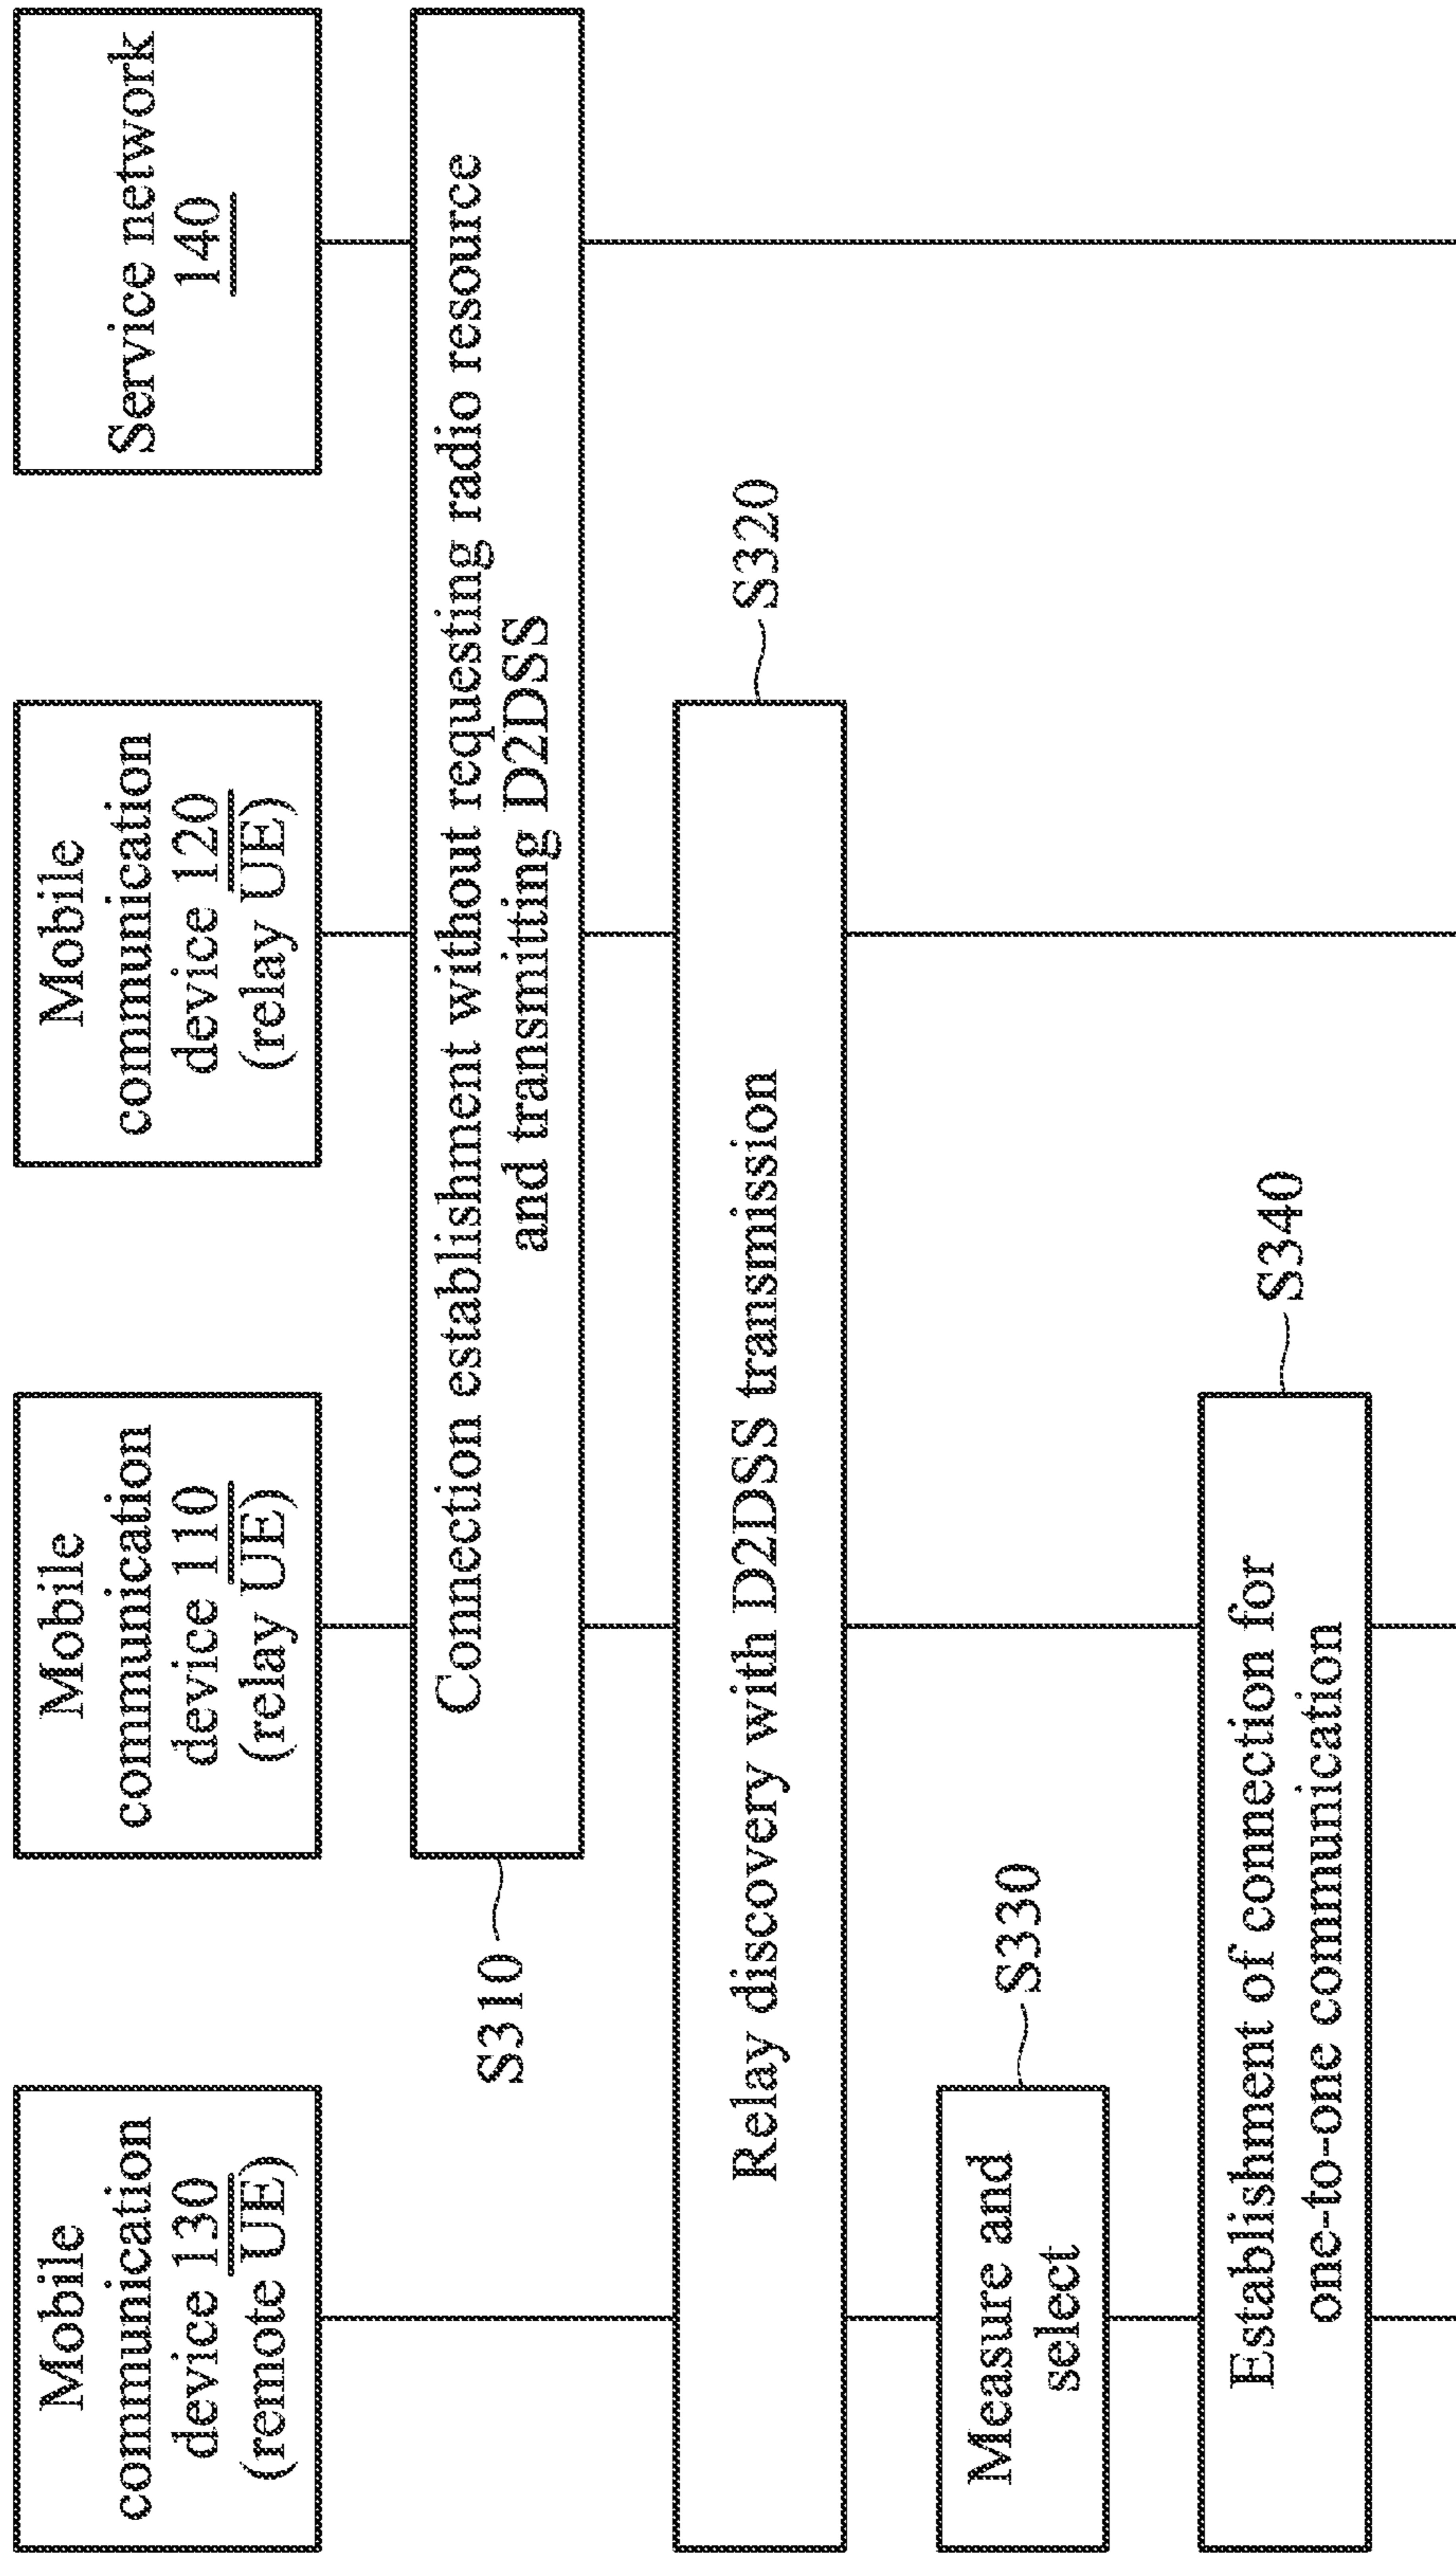 Mobile
communication
device 130
(remote UE)
Mobile
communication
device 110
(relay UE)
Mobile
communication
device 120
(relay UE)
Service network
140
S310
Connection establishment without requesting radio resource
and transmitting D2DSS
Relay discovery with D2DSS transmission
S320
Measure and
select
S330
Establishment of connection for
one-to-one communication
S340